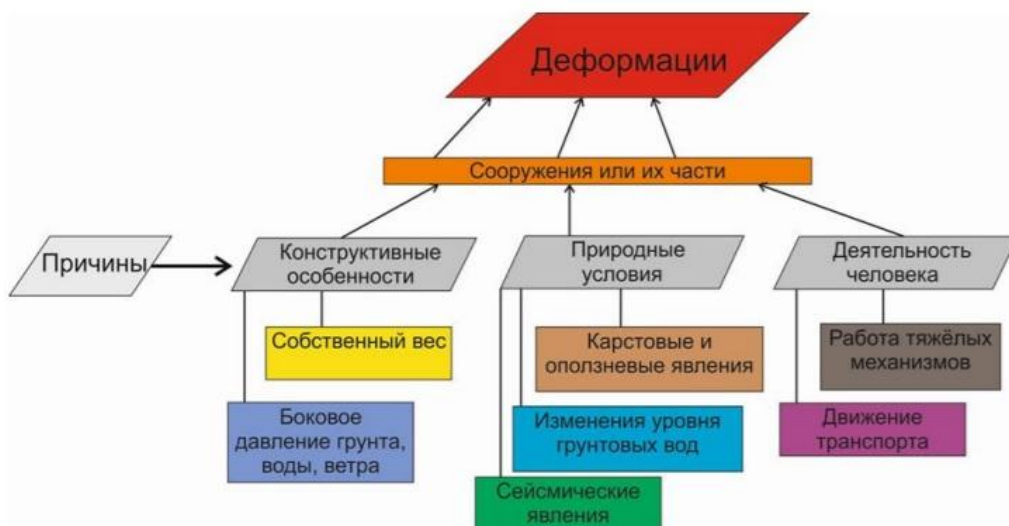 Деформации
Сооружения или их части
Причины
Конструктивные
особенности
Природные
условия
Деятельность
человека
Собственный вес
Карстовые и
оползневые явления
Работа тяжёлых
механизмов
Боковое
давление грунта,
воды, ветра
Изменения уровня
грунтовых вод
Движение
транспорта
Сейсмические
явления